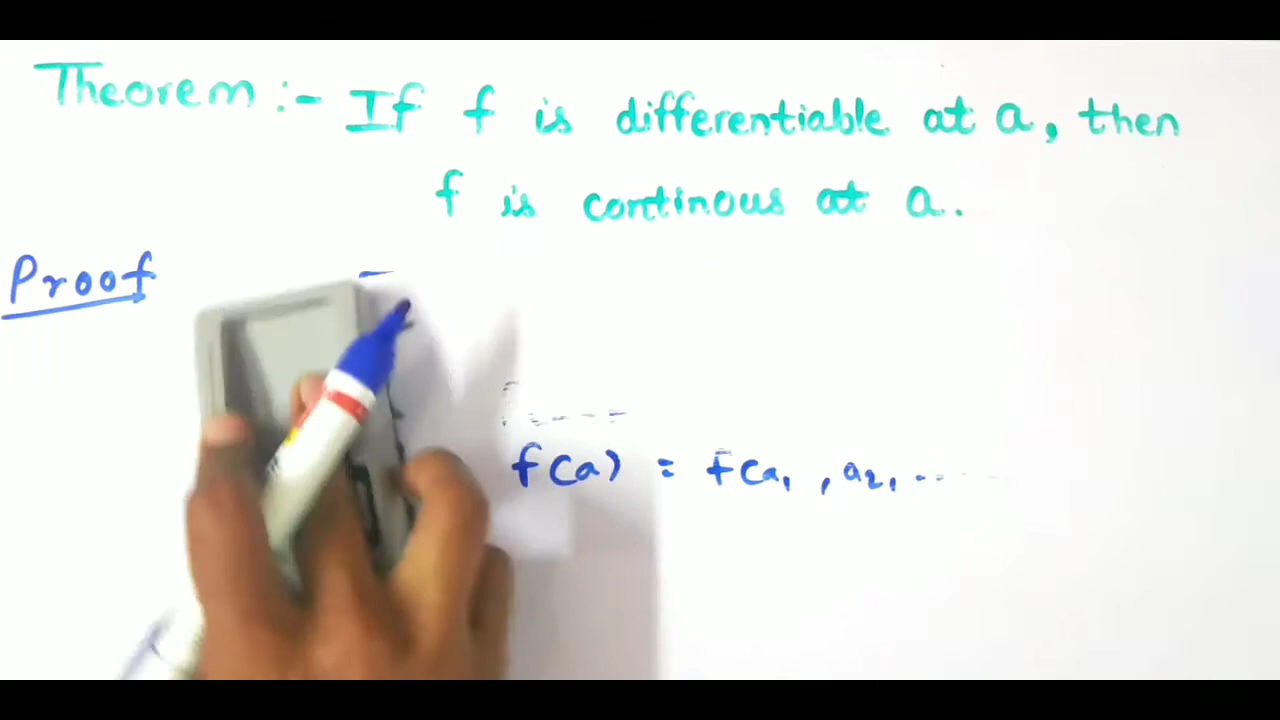 Theorem :- If f is differentiable at a, then
f is continous at a.
Proof
f(a) = f(a₁, a₂, ...